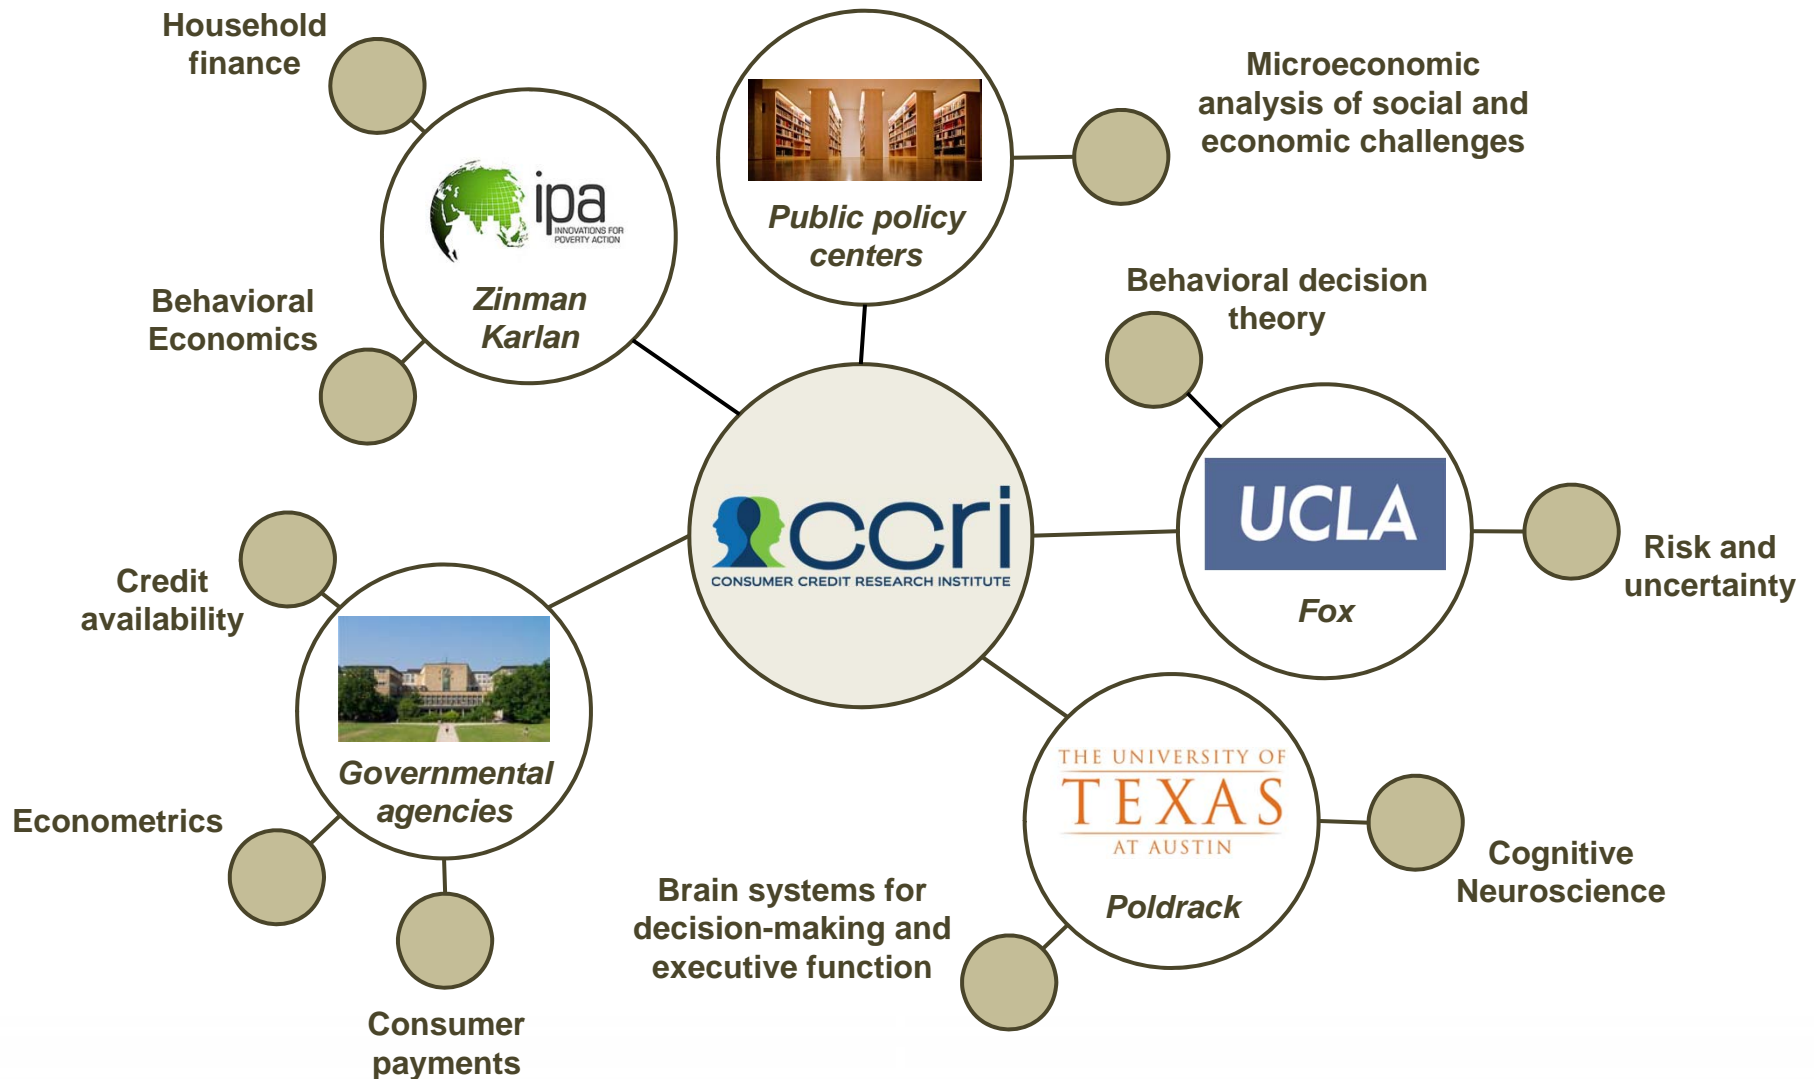 Household
finance
ipa
INNOVATIONS FOR
POVERTY ACTION
Zinman
Karlan
Behavioral
Economics
Public policy
centers
Microeconomic
analysis of social and
economic challenges
Behavioral decision
theory
UCLA
Fox
Risk and
uncertainty
ccri
CONSUMER CREDIT RESEARCH INSTITUTE
Credit
availability
Governmental
agencies
Econometrics
Consumer
payments
THE UNIVERSITY OF
TEXAS
AT AUSTIN
Poldrack
Cognitive
Neuroscience
Brain systems for
decision-making and
executive function